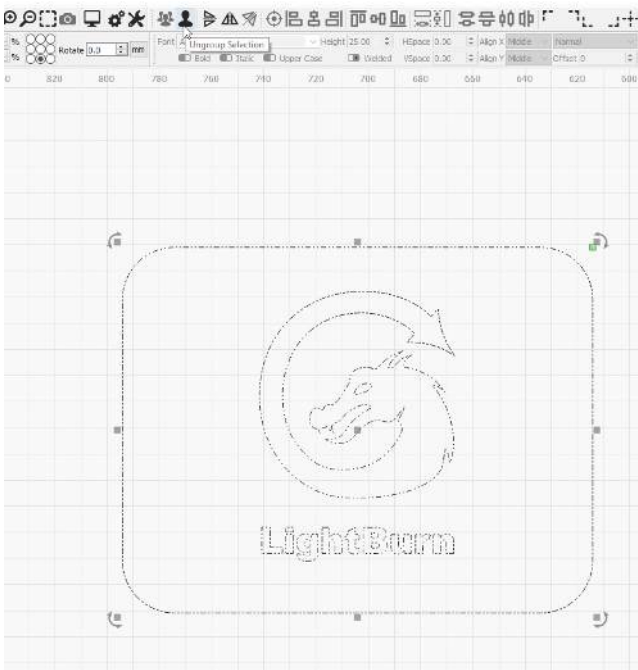 % Rotate 0.0 mm Font Height 25.00 HSpace 0.00 Align X Middle Normal
Ungroup Selection
% Bold Italic Upper Case Welded VSpace 0.00 Align Y Middle Offset 0
0 820 800 780 760 740 720 700 680 660 640 620 600
LightBurn